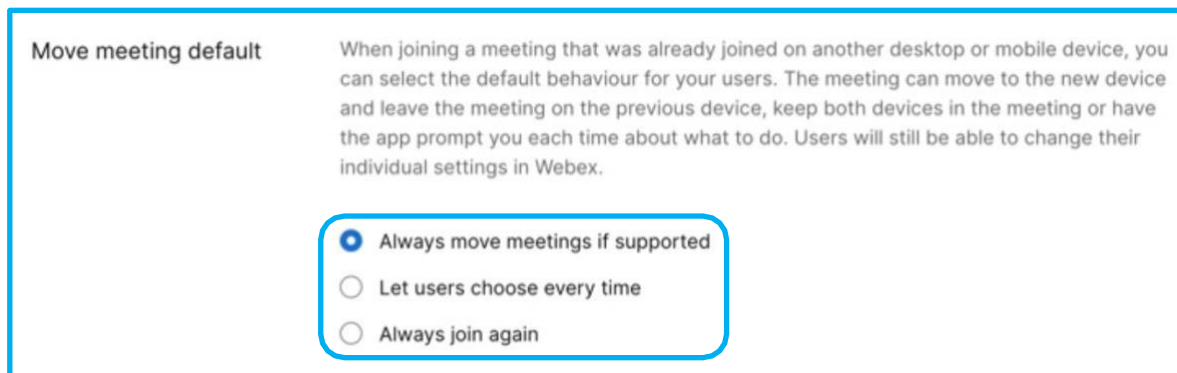 Move meeting default
When joining a meeting that was already joined on another desktop or mobile device, you
can select the default behaviour for your users. The meeting can move to the new device
and leave the meeting on the previous device, keep both devices in the meeting or have
the app prompt you each time about what to do. Users will still be able to change their
individual settings in Webex.
Always move meetings if supported
Let users choose every time
Always join again